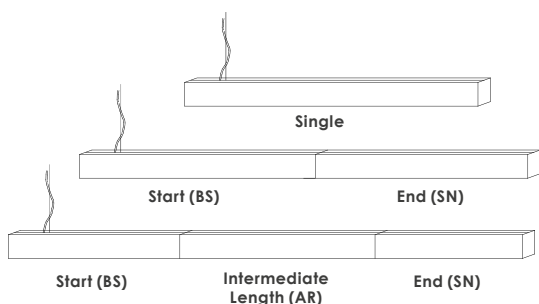 Single
Start (BS) End (SN)
Start (BS) Intermediate End (SN)
Length (AR)